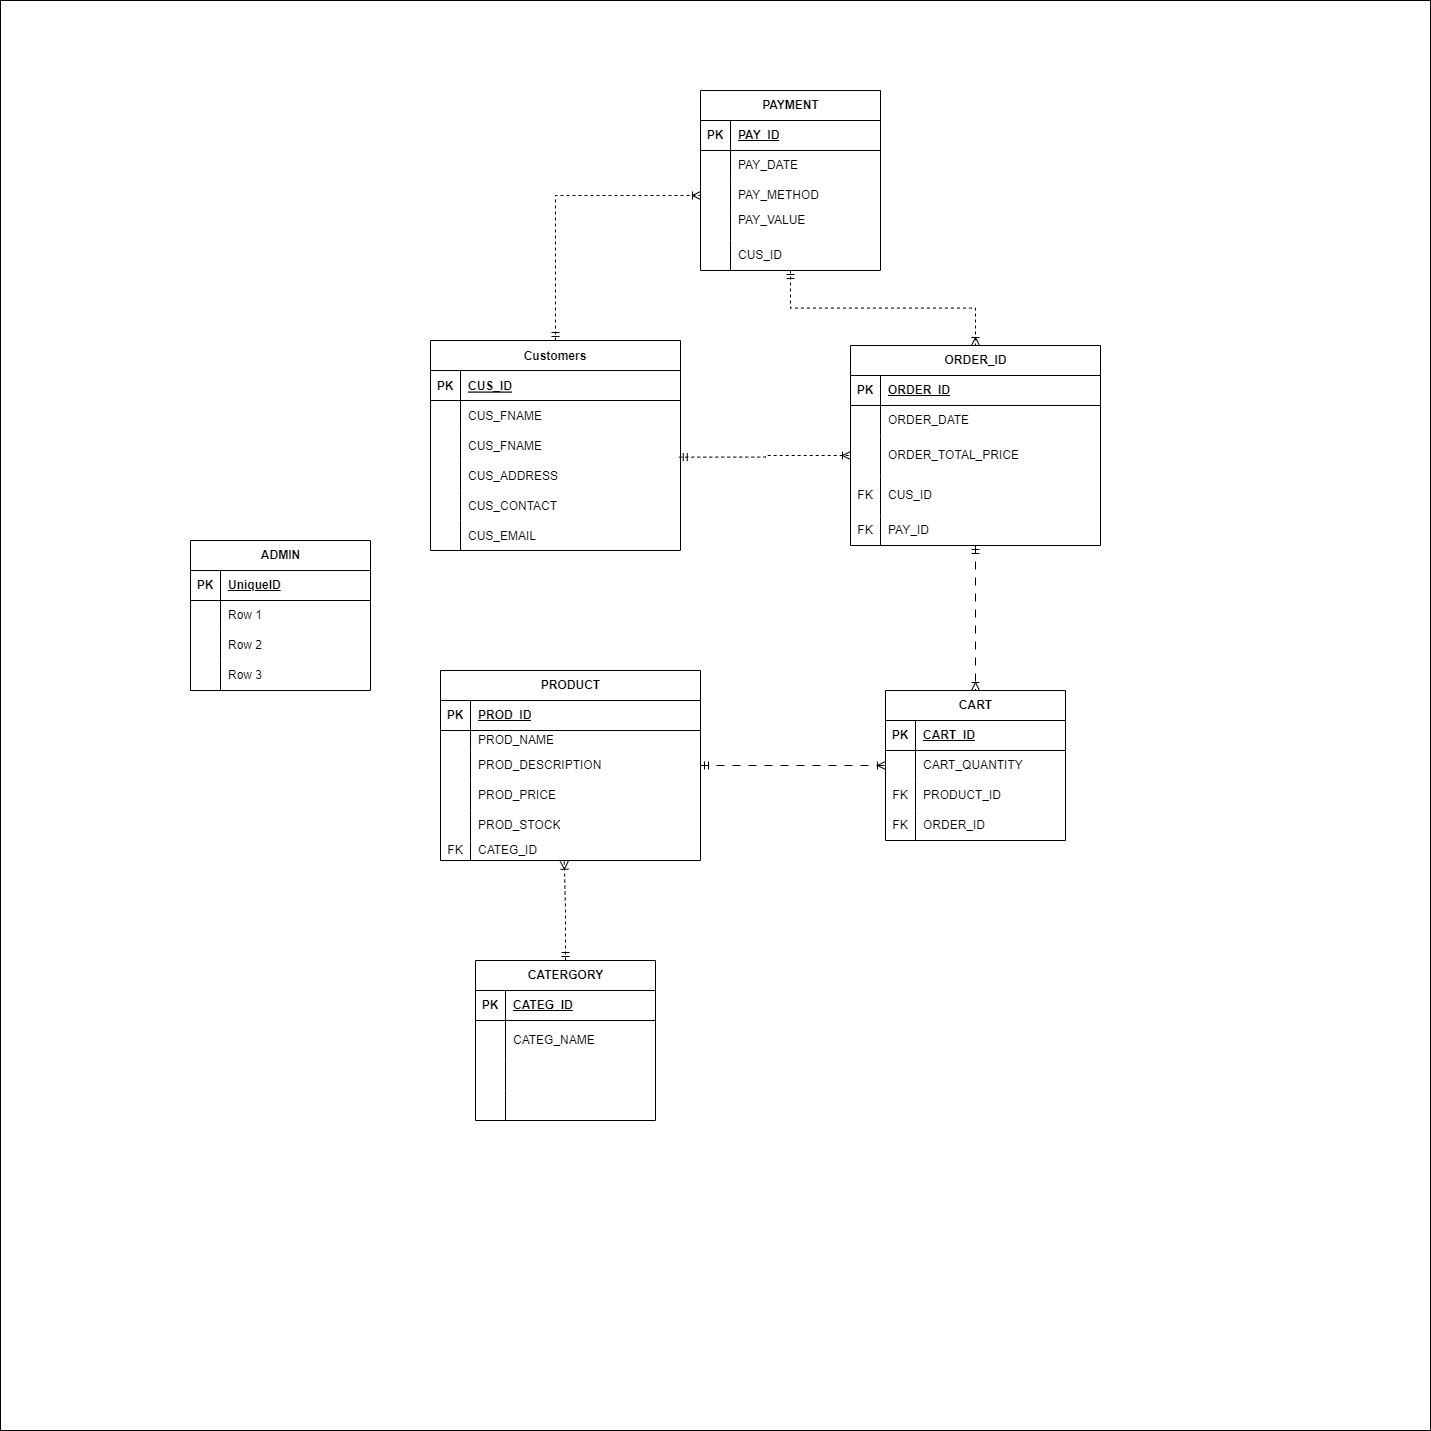 PAYMENT
PK PAY_ID
PAY_DATE
PAY_METHOD
PAY_VALUE
CUS_ID
Customers
PK CUS_ID
CUS_FNAME
CUS_FNAME
CUS_ADDRESS
CUS_CONTACT
CUS_EMAIL
ORDER_ID
PK ORDER_ID
ORDER_DATE
ORDER_TOTAL_PRICE
FK CUS_ID
FK PAY_ID
ADMIN
PK UniqueID
Row 1
Row 2
Row 3
PRODUCT
PK PROD_ID
PROD_NAME
PROD_DESCRIPTION
PROD_PRICE
PROD_STOCK
FK CATEG_ID
CART
PK CART_ID
CART_QUANTITY
FK PRODUCT_ID
FK ORDER_ID
CATERGORY
PK CATEG_ID
CATEG_NAME